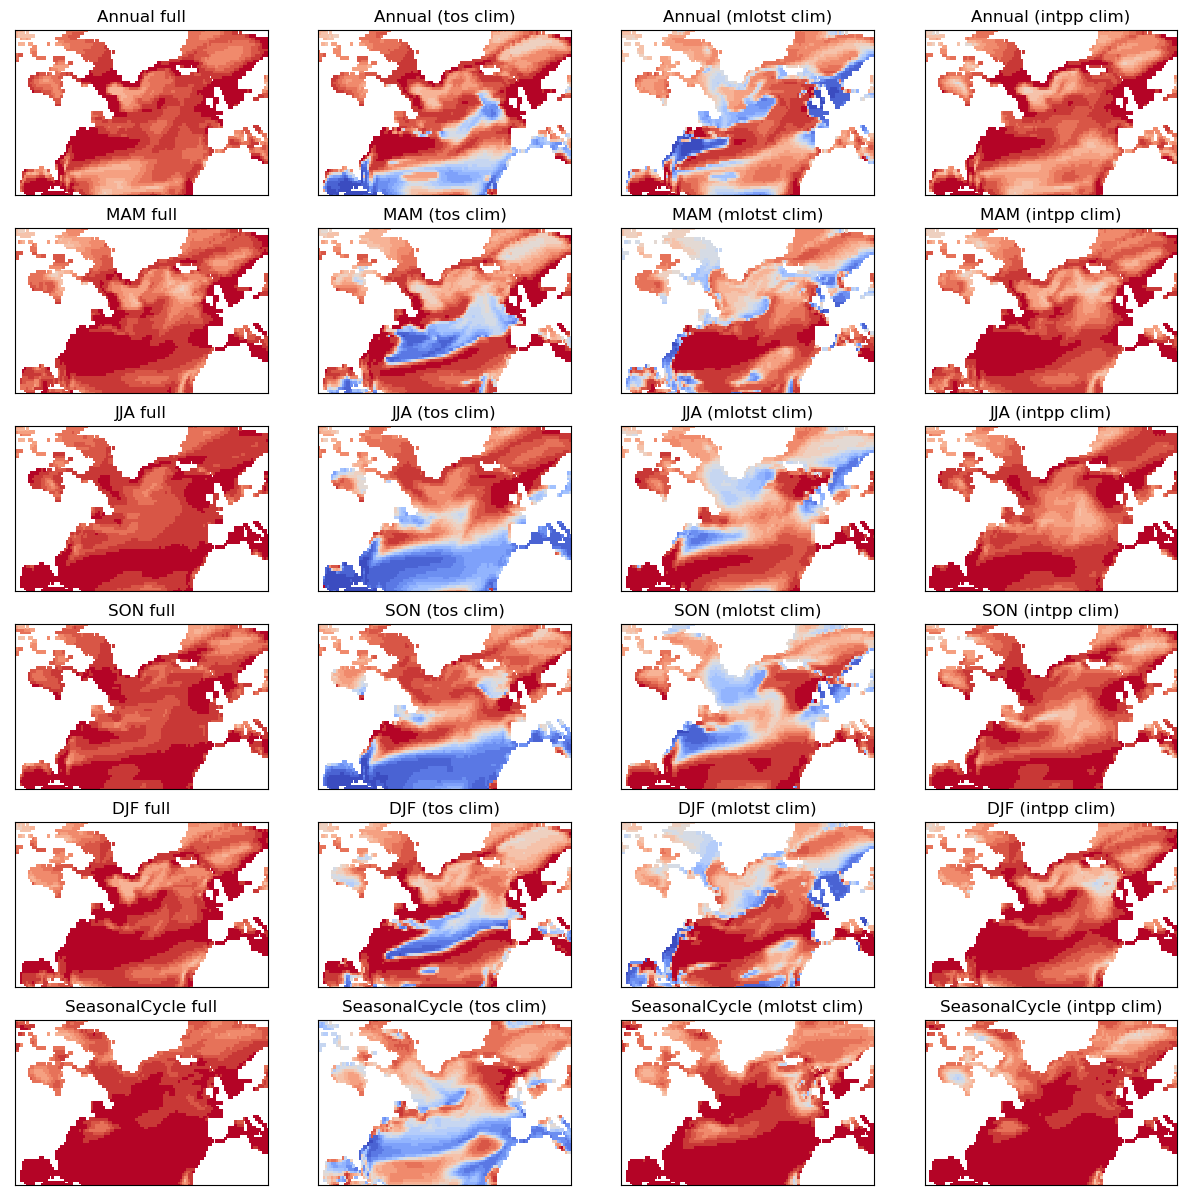 Annual full
Annual (tos clim)
Annual (mlotst clim)
Annual (intpp clim)
MAM full
MAM (tos clim)
MAM (mlotst clim)
MAM (intpp clim)
JJA full
JJA (tos clim)
JJA (mlotst clim)
JJA (intpp clim)
SON full
SON (tos clim)
SON (mlotst clim)
SON (intpp clim)
DJF full
DJF (tos clim)
DJF (mlotst clim)
DJF (intpp clim)
SeasonalCycle full
SeasonalCycle (tos clim)
SeasonalCycle (mlotst clim)
SeasonalCycle (intpp clim)